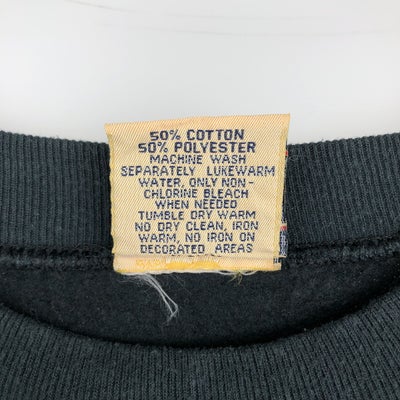 50% COTTON
50% POLYESTER
MACHINE WASH
SEPARATELY LUKEWARM
WATER, ONLY NON-
CHLORINE BLEACH
WHEN NEEDED
TUMBLE DRY WARM
NO DRY CLEAN, IRON
WARM, NO IRON ON
DECORATED AREAS